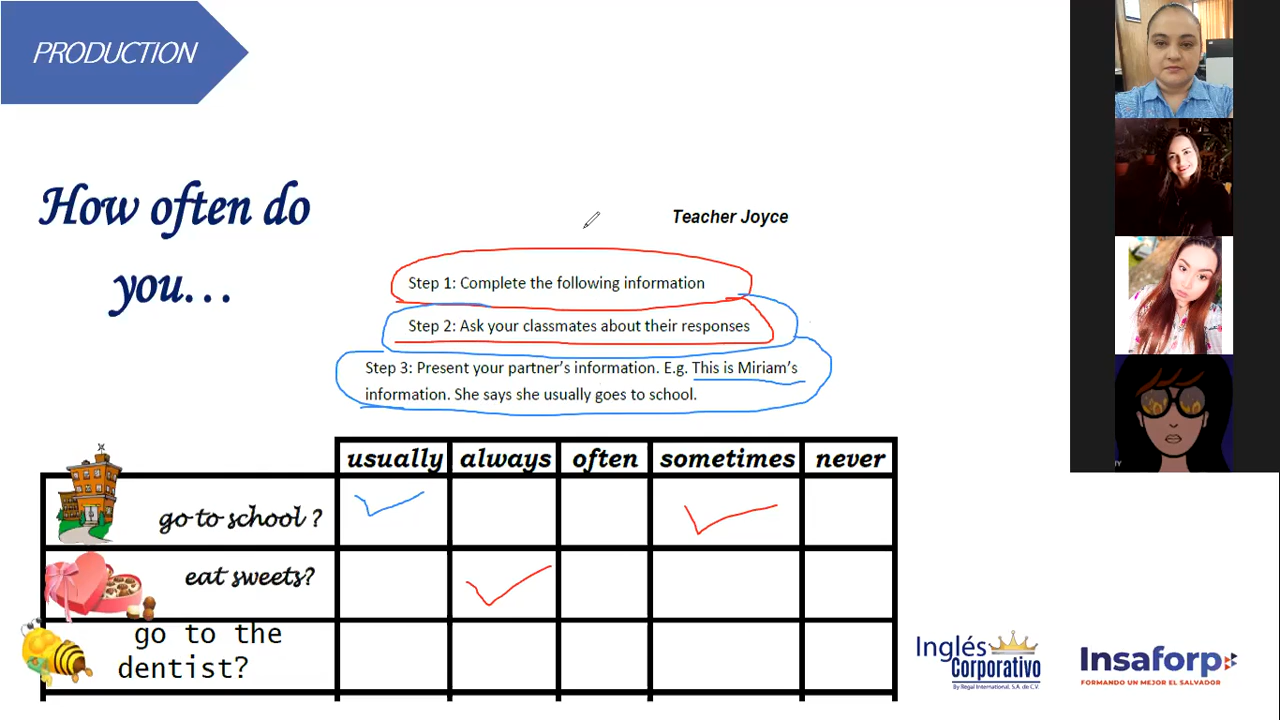 PRODUCTION
How often do
you...
Teacher Joyce
Step 1: Complete the following information
Step 2: Ask your classmates about their responses
Step 3: Present your partner's information. E.g. This is Miriam's
information. She says she usually goes to school.
usually always often sometimes never
go to school ?
eat sweets?
go to the
dentist?
Inglés
Corporativo
By Regal International, S.A. de C.V.
Insaforp
FORMANDO UN MEJOR EL SALVADOR